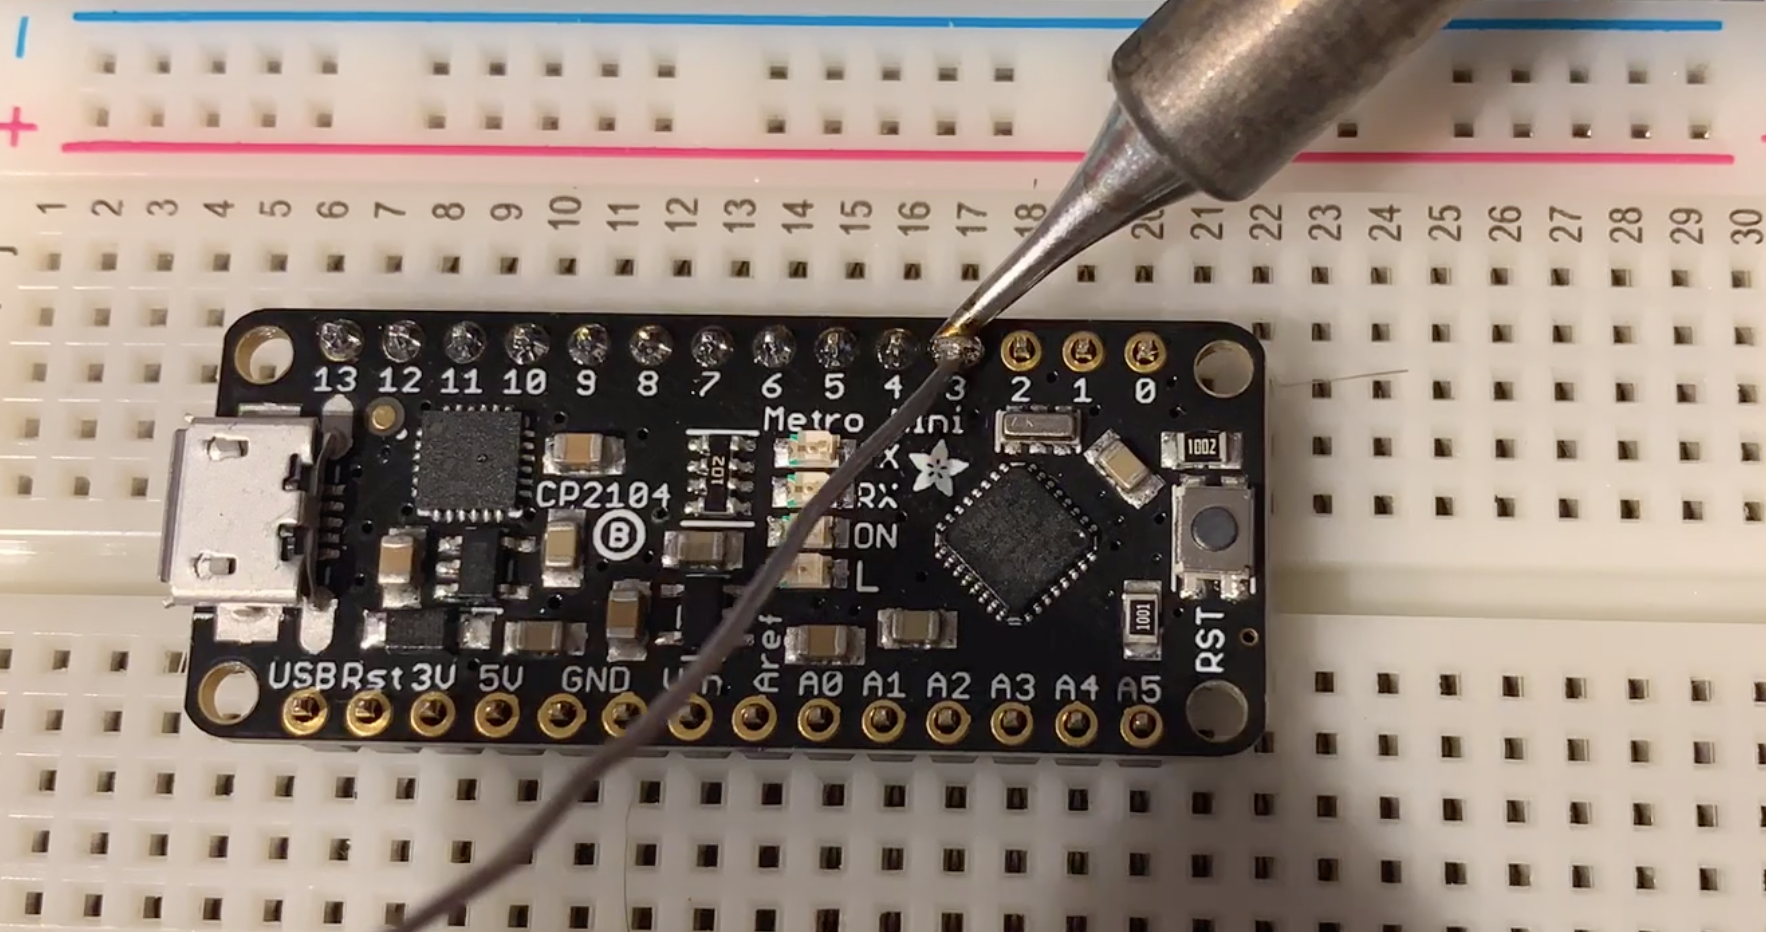 −
+
1 2 3 4 5 6 7 8 9 10 11 12 13 14 15 16 17 18 20 21 22 23 24 25 26 27 28 29 30
13 12 11 10 9 8 7 6 5 4 3 2 1 0
Metro
1002
102
CP2104
RX
B
ON
L
1001
RST
USB Rst 3V 5V GND Aref A0 A1 A2 A3 A4 A5